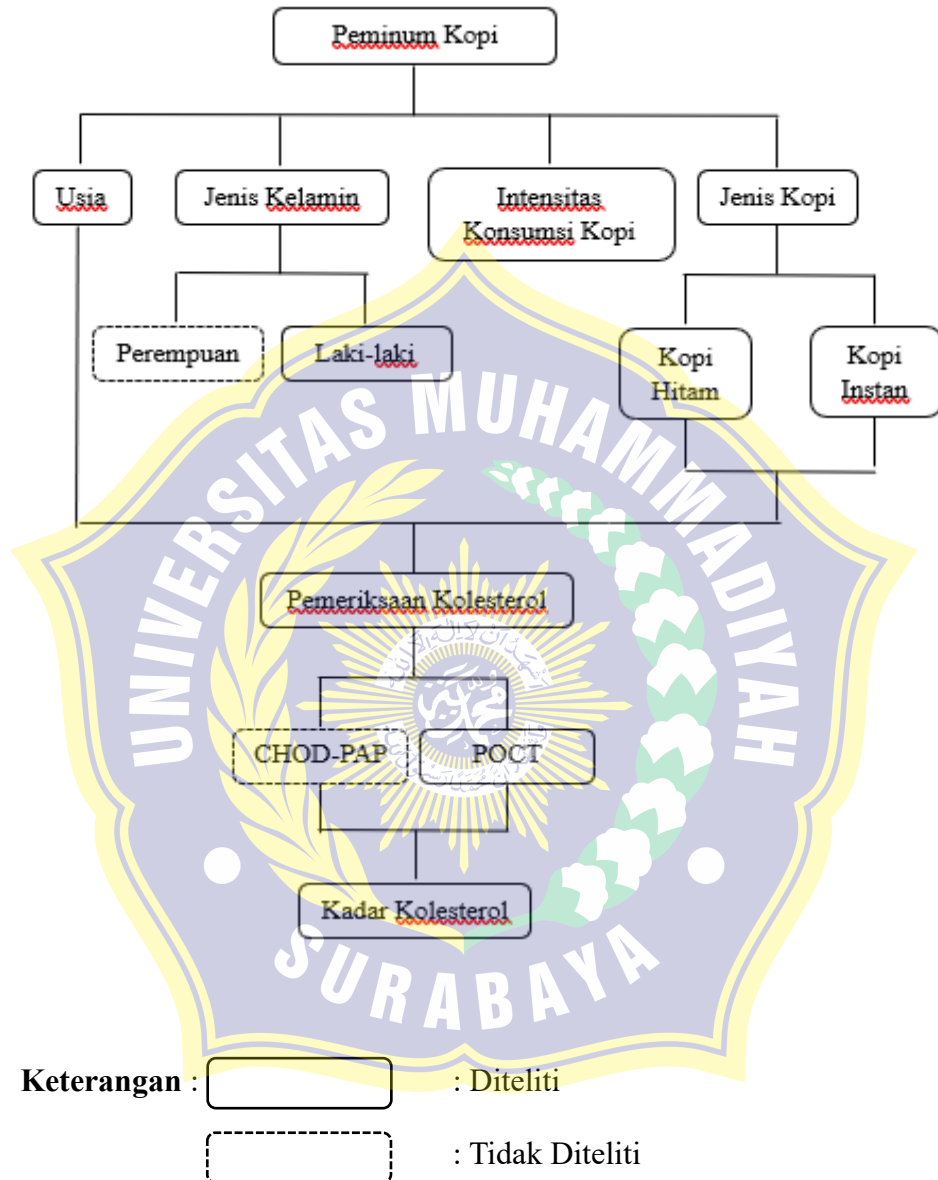 Peminum Kopi
Usia
Jenis Kelamin
Intensitas
Konsumsi Kopi
Jenis Kopi
Perempuan
Laki-laki
Kopi
Hitam
Kopi
Instan
UNIVERSITAS MUHAMMADIYAH
Pemeriksaan Kolesterol
CHOD-PAP
POCT
Kadar Kolesterol
SURABAYA
Keterangan :
: Diteliti
: Tidak Diteliti